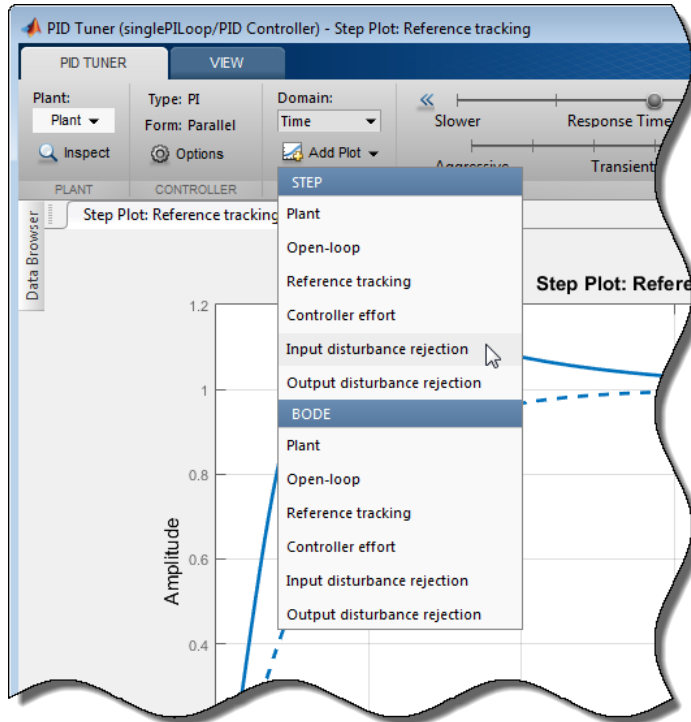 PID Tuner (singlePILoop/PID Controller) - Step Plot: Reference tracking
PID TUNER
VIEW
Plant:
Plant
Inspect
PLANT
Type: PI
Form: Parallel
Options
CONTROLLER
Domain:
Time
Add Plot
Slower
Response Time
Aggressive
Transient
Data Browser
Step Plot: Reference tracking
STEP
Plant
Open-loop
Reference tracking
Controller effort
Input disturbance rejection
Output disturbance rejection
BODE
Plant
Open-loop
Reference tracking
Controller effort
Input disturbance rejection
Output disturbance rejection
Step Plot: Refere
Amplitude
1.2
1
0.8
0.6
0.4